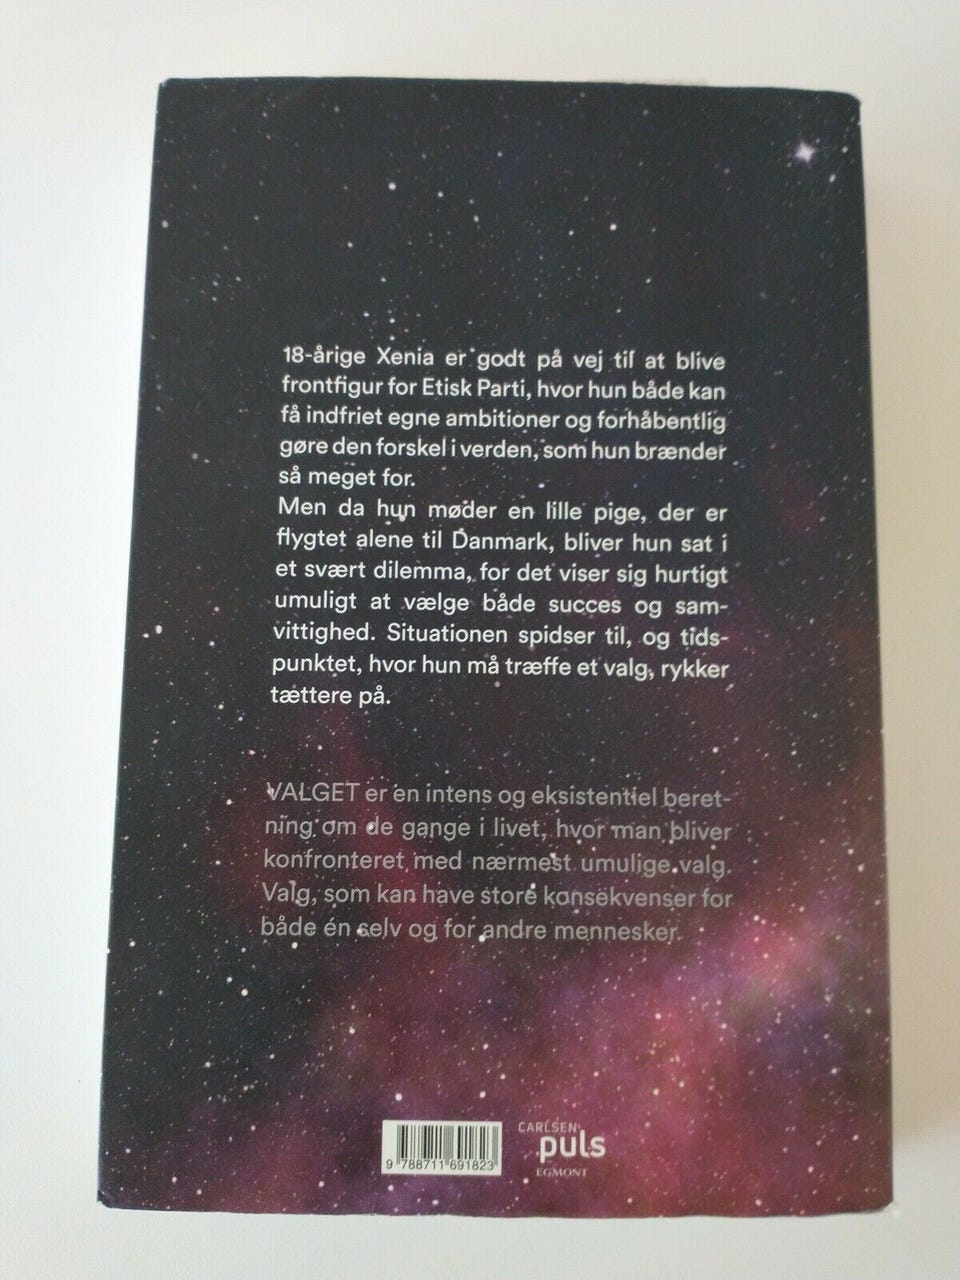 18-årige Xenia er godt på vej til at blive
frontfigur for Etisk Parti, hvor hun både kan
få indfriet egne ambitioner og forhåbentlig
gøre den forskel i verden, som hun brænder
så meget for.
Men da hun møder en lille pige, der er
flygtet alene til Danmark, bliver hun sat i
et svært dilemma, for det viser sig hurtigt
umuligt at vælge både succes og sam-
vittighed. Situationen spidser til, og tids-
punktet, hvor hun må træffe et valg, rykker
tættere på.
VALGET er en intens og eksistentiel beret-
ning om de gange i livet, hvor man bliver
konfronteret med nærmest umulige valg.
Valg, som kan have store konsekvenser for
både én selv og for andre mennesker.
9 788711 691823
CARLSEN
puls
EGMONT